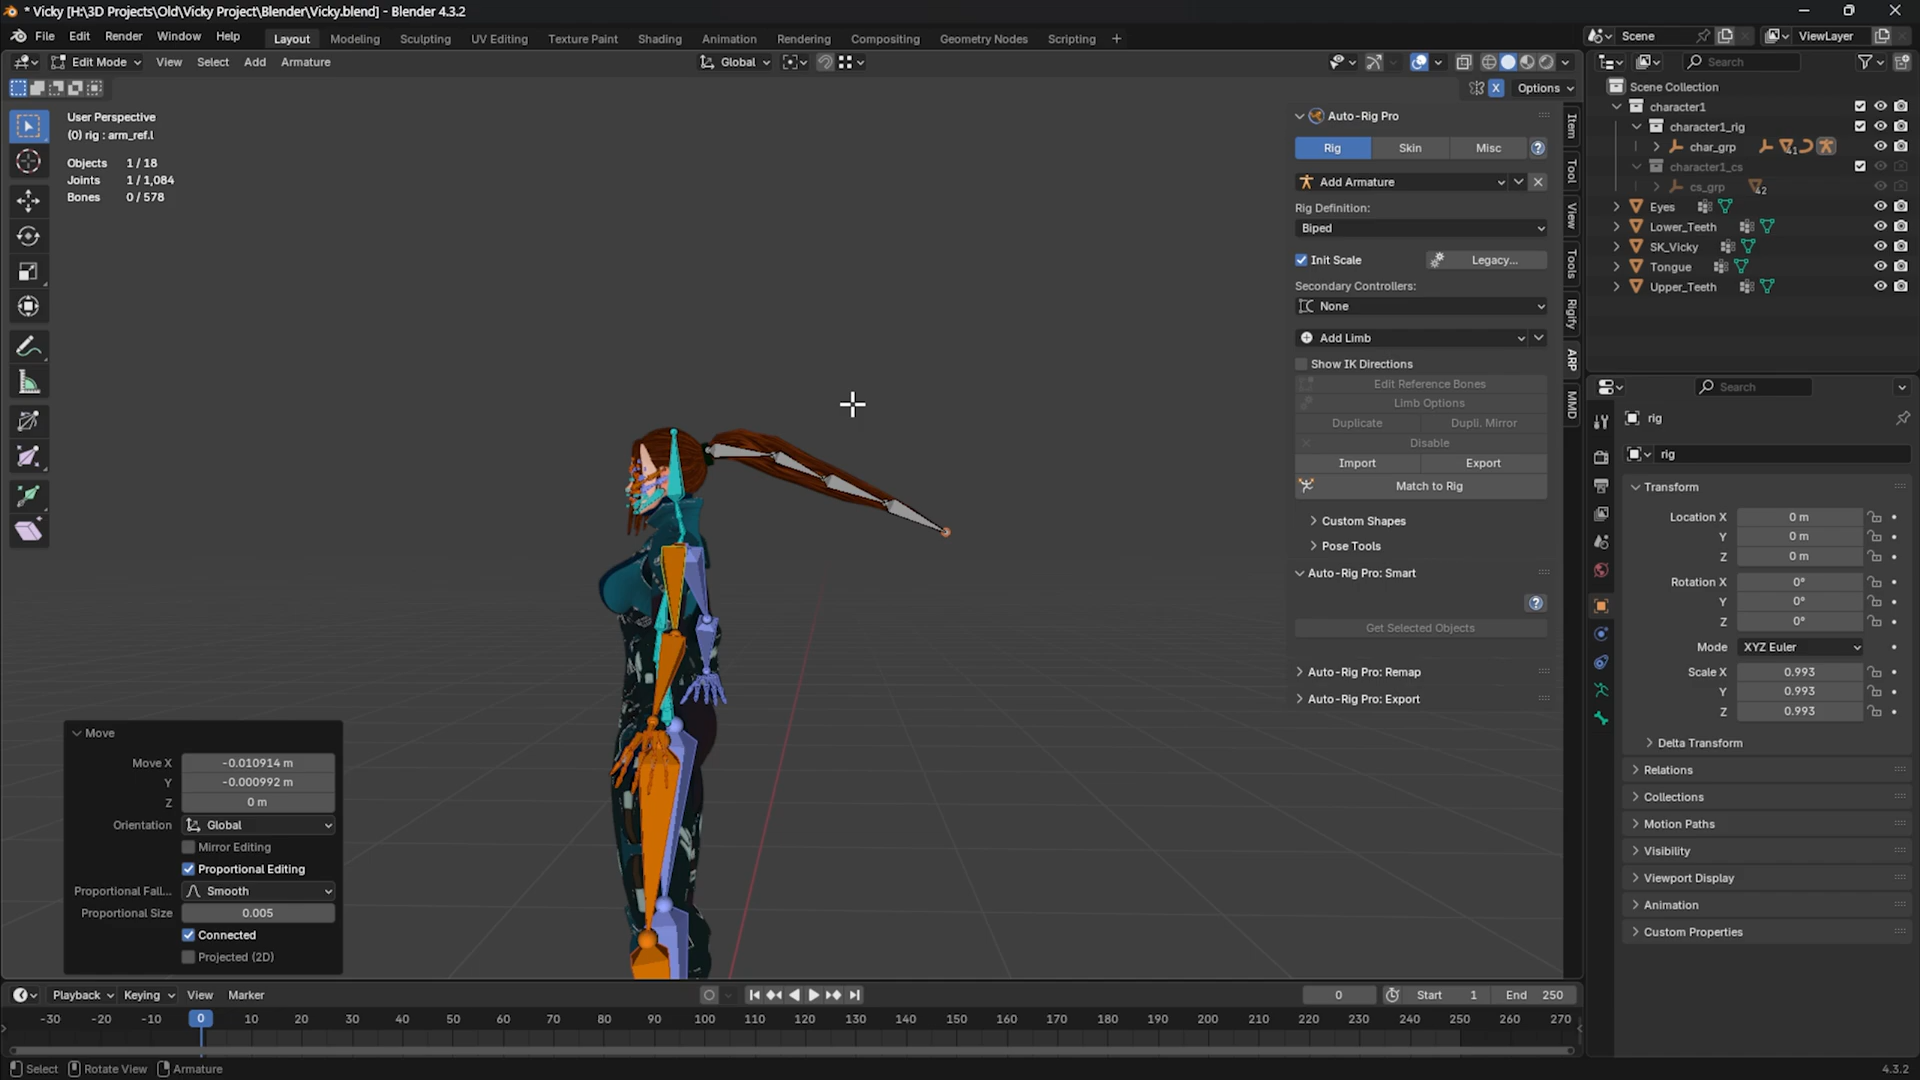 * Vicky [H:\3D Projects\Old\Vicky Project\Blender\Vicky.blend] - Blender 4.3.2
File Edit Render Window Help
Layout Modeling Sculpting UV Editing Texture Paint Shading Animation Rendering Compositing Geometry Nodes Scripting +
Scene
ViewLayer
Edit Mode View Select Add Armature
Global
Search
X
Options
User Perspective
(0) rig : arm_ref.l
Objects 1 / 18
Joints 1 / 1,084
Bones 0 / 578
Auto-Rig Pro
Rig Skin Misc
Add Armature
Rig Definition:
Biped
Init Scale
Legacy...
Secondary Controllers:
None
Add Limb
Show IK Directions
Edit Reference Bones
Limb Options
Duplicate
Dupli. Mirror
Disable
Import
Export
Match to Rig
Custom Shapes
Pose Tools
Auto-Rig Pro: Smart
Get Selected Objects
Auto-Rig Pro: Remap
Auto-Rig Pro: Export
Item
Tool
View
Tools
Rigify
ARP
MMD
Scene Collection
character1
character1_rig
char_grp
41
character1_cs
cs_grp
42
Eyes
Lower_Teeth
SK_Vicky
Tongue
Upper_Teeth
Search
rig
rig
Transform
Location X 0 m
Y 0 m
Z 0 m
Rotation X 0°
Y 0°
Z 0°
Mode XYZ Euler
Scale X 0.993
Y 0.993
Z 0.993
Delta Transform
Relations
Collections
Motion Paths
Visibility
Viewport Display
Animation
Custom Properties
Move
Move X -0.010914 m
Y -0.000992 m
Z 0 m
Orientation Global
Mirror Editing
Proportional Editing
Proportional Fall... Smooth
Proportional Size 0.005
Connected
Projected (2D)
Playback Keying View Marker
0
Start 1
End 250
-30 -20 -10 0 10 20 30 40 50 60 70 80 90 100 110 120 130 140 150 160 170 180 190 200 210 220 230 240 250 260 270
Select Rotate View Armature
4.3.2